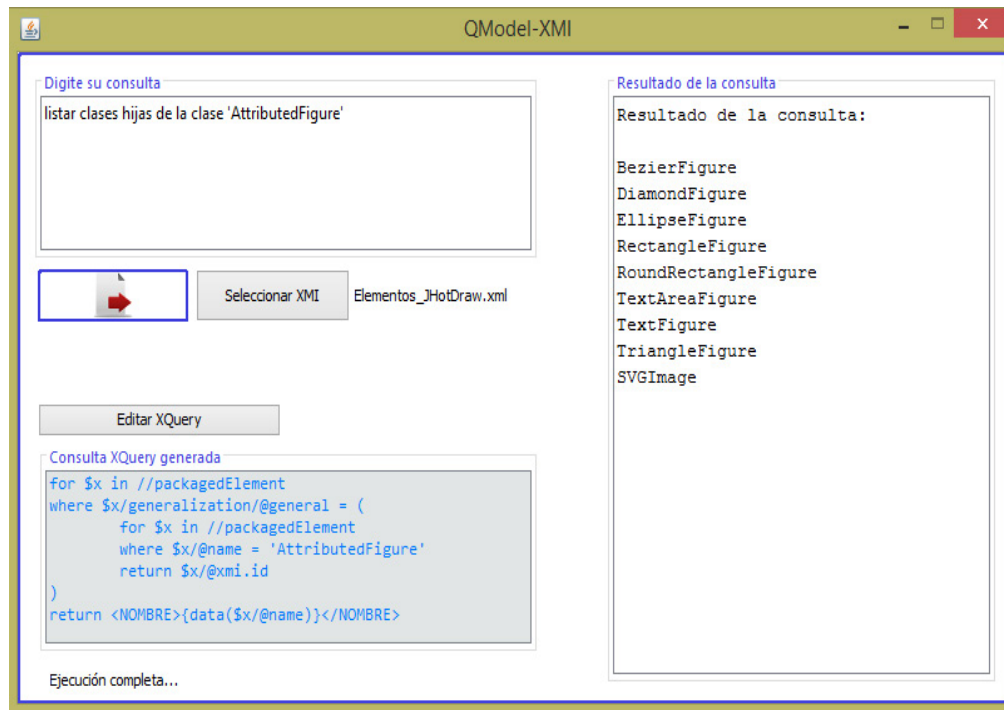 QModel-XMI
Digite su consulta
listar clases hijas de la clase 'AttributedFigure'
Seleccionar XMI
Elementos_JHotDraw.xml
Editar XQuery
Consulta XQuery generada
for $x in //packagedElement
where $x/generalization/@general = (
for $x in //packagedElement
where $x/@name = 'AttributedFigure'
return $x/@xmi.id
)
return <NOMBRE>{data($x/@name)}</NOMBRE>
Ejecución completa...
Resultado de la consulta
Resultado de la consulta:
BezierFigure
DiamondFigure
EllipseFigure
RectangleFigure
RoundRectangleFigure
TextAreaFigure
TextFigure
TriangleFigure
SVGImage